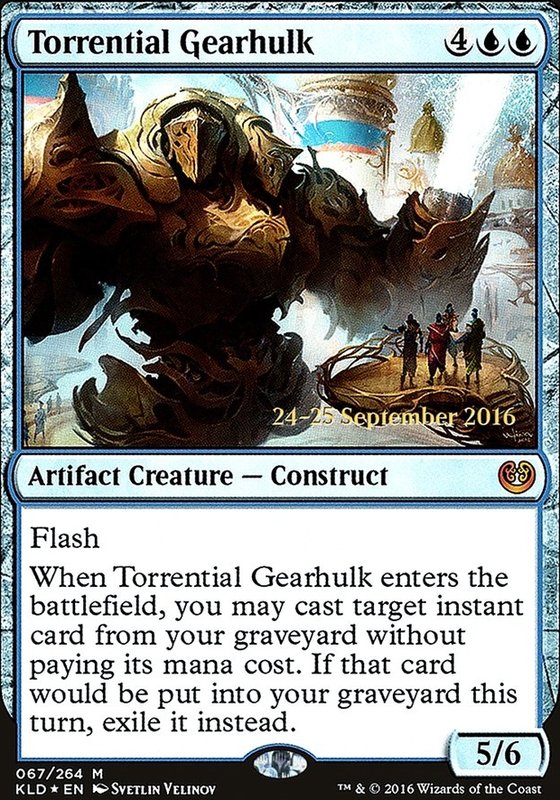 Torrential Gearhulk 4
24-25 September 2016
Artifact Creature — Construct
Flash
When Torrential Gearhulk enters the
battlefield, you may cast target instant
card from your graveyard without
paying its mana cost. If that card
would be put into your graveyard this
turn, exile it instead.
5/6
067/264 M
KLD ★ EN Svetlin Velinov
™ & © 2016 Wizards of the Coast